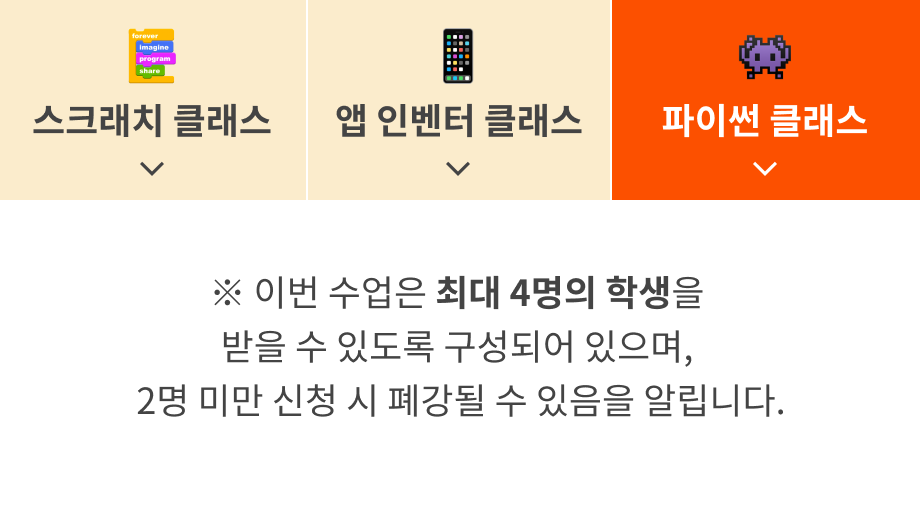 forever
imagine
program
share
스크래치 클래스
앱 인벤터 클래스
파이썬 클래스
※ 이번 수업은 최대 4명의 학생을
받을 수 있도록 구성되어 있으며,
2명 미만 신청 시 폐강될 수 있음을 알립니다.